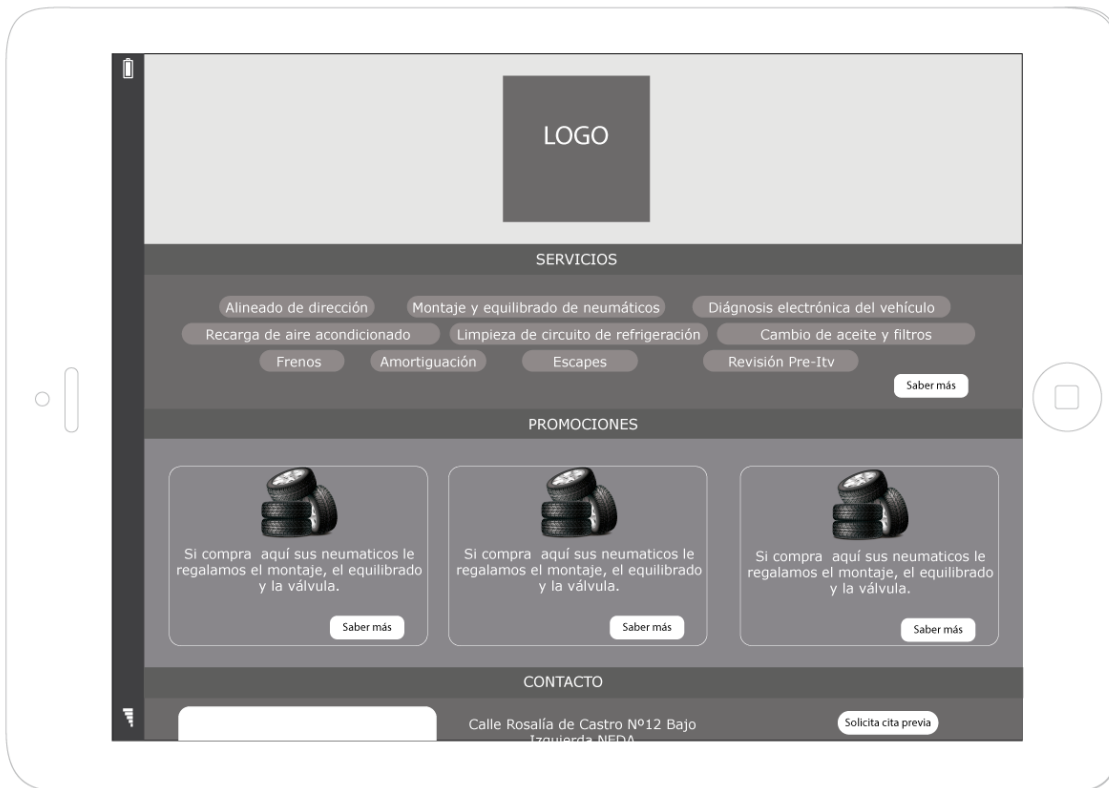 LOGO
SERVICIOS
Alineado de dirección
Montaje y equilibrado de neumáticos
Diágnosis electrónica del vehículo
Recarga de aire acondicionado
Limpieza de circuito de refrigeración
Cambio de aceite y filtros
Frenos
Amortiguación
Escapes
Revisión Pre-Itv
Saber más
PROMOCIONES
Si compra aquí sus neumaticos le
regalamos el montaje, el equilibrado
y la válvula.
Saber más
Si compra aquí sus neumaticos le
regalamos el montaje, el equilibrado
y la válvula.
Saber más
Si compra aquí sus neumaticos le
regalamos el montaje, el equilibrado
y la válvula.
Saber más
CONTACTO
Calle Rosalía de Castro Nº12 Bajo
Izquierda NEDA
Solicita cita previa